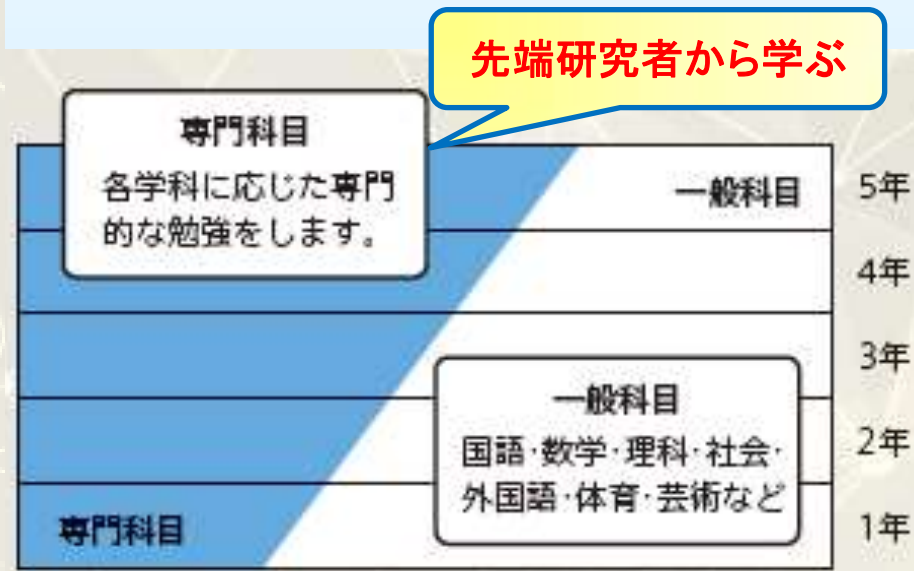 先端研究者から学ぶ
専門科目
各学科に応じた専門
的な勉強をします。
一般科目
5年
4年
3年
一般科目
国語・数学・理科・社会・
外国語・体育・芸術など
2年
専門科目
1年